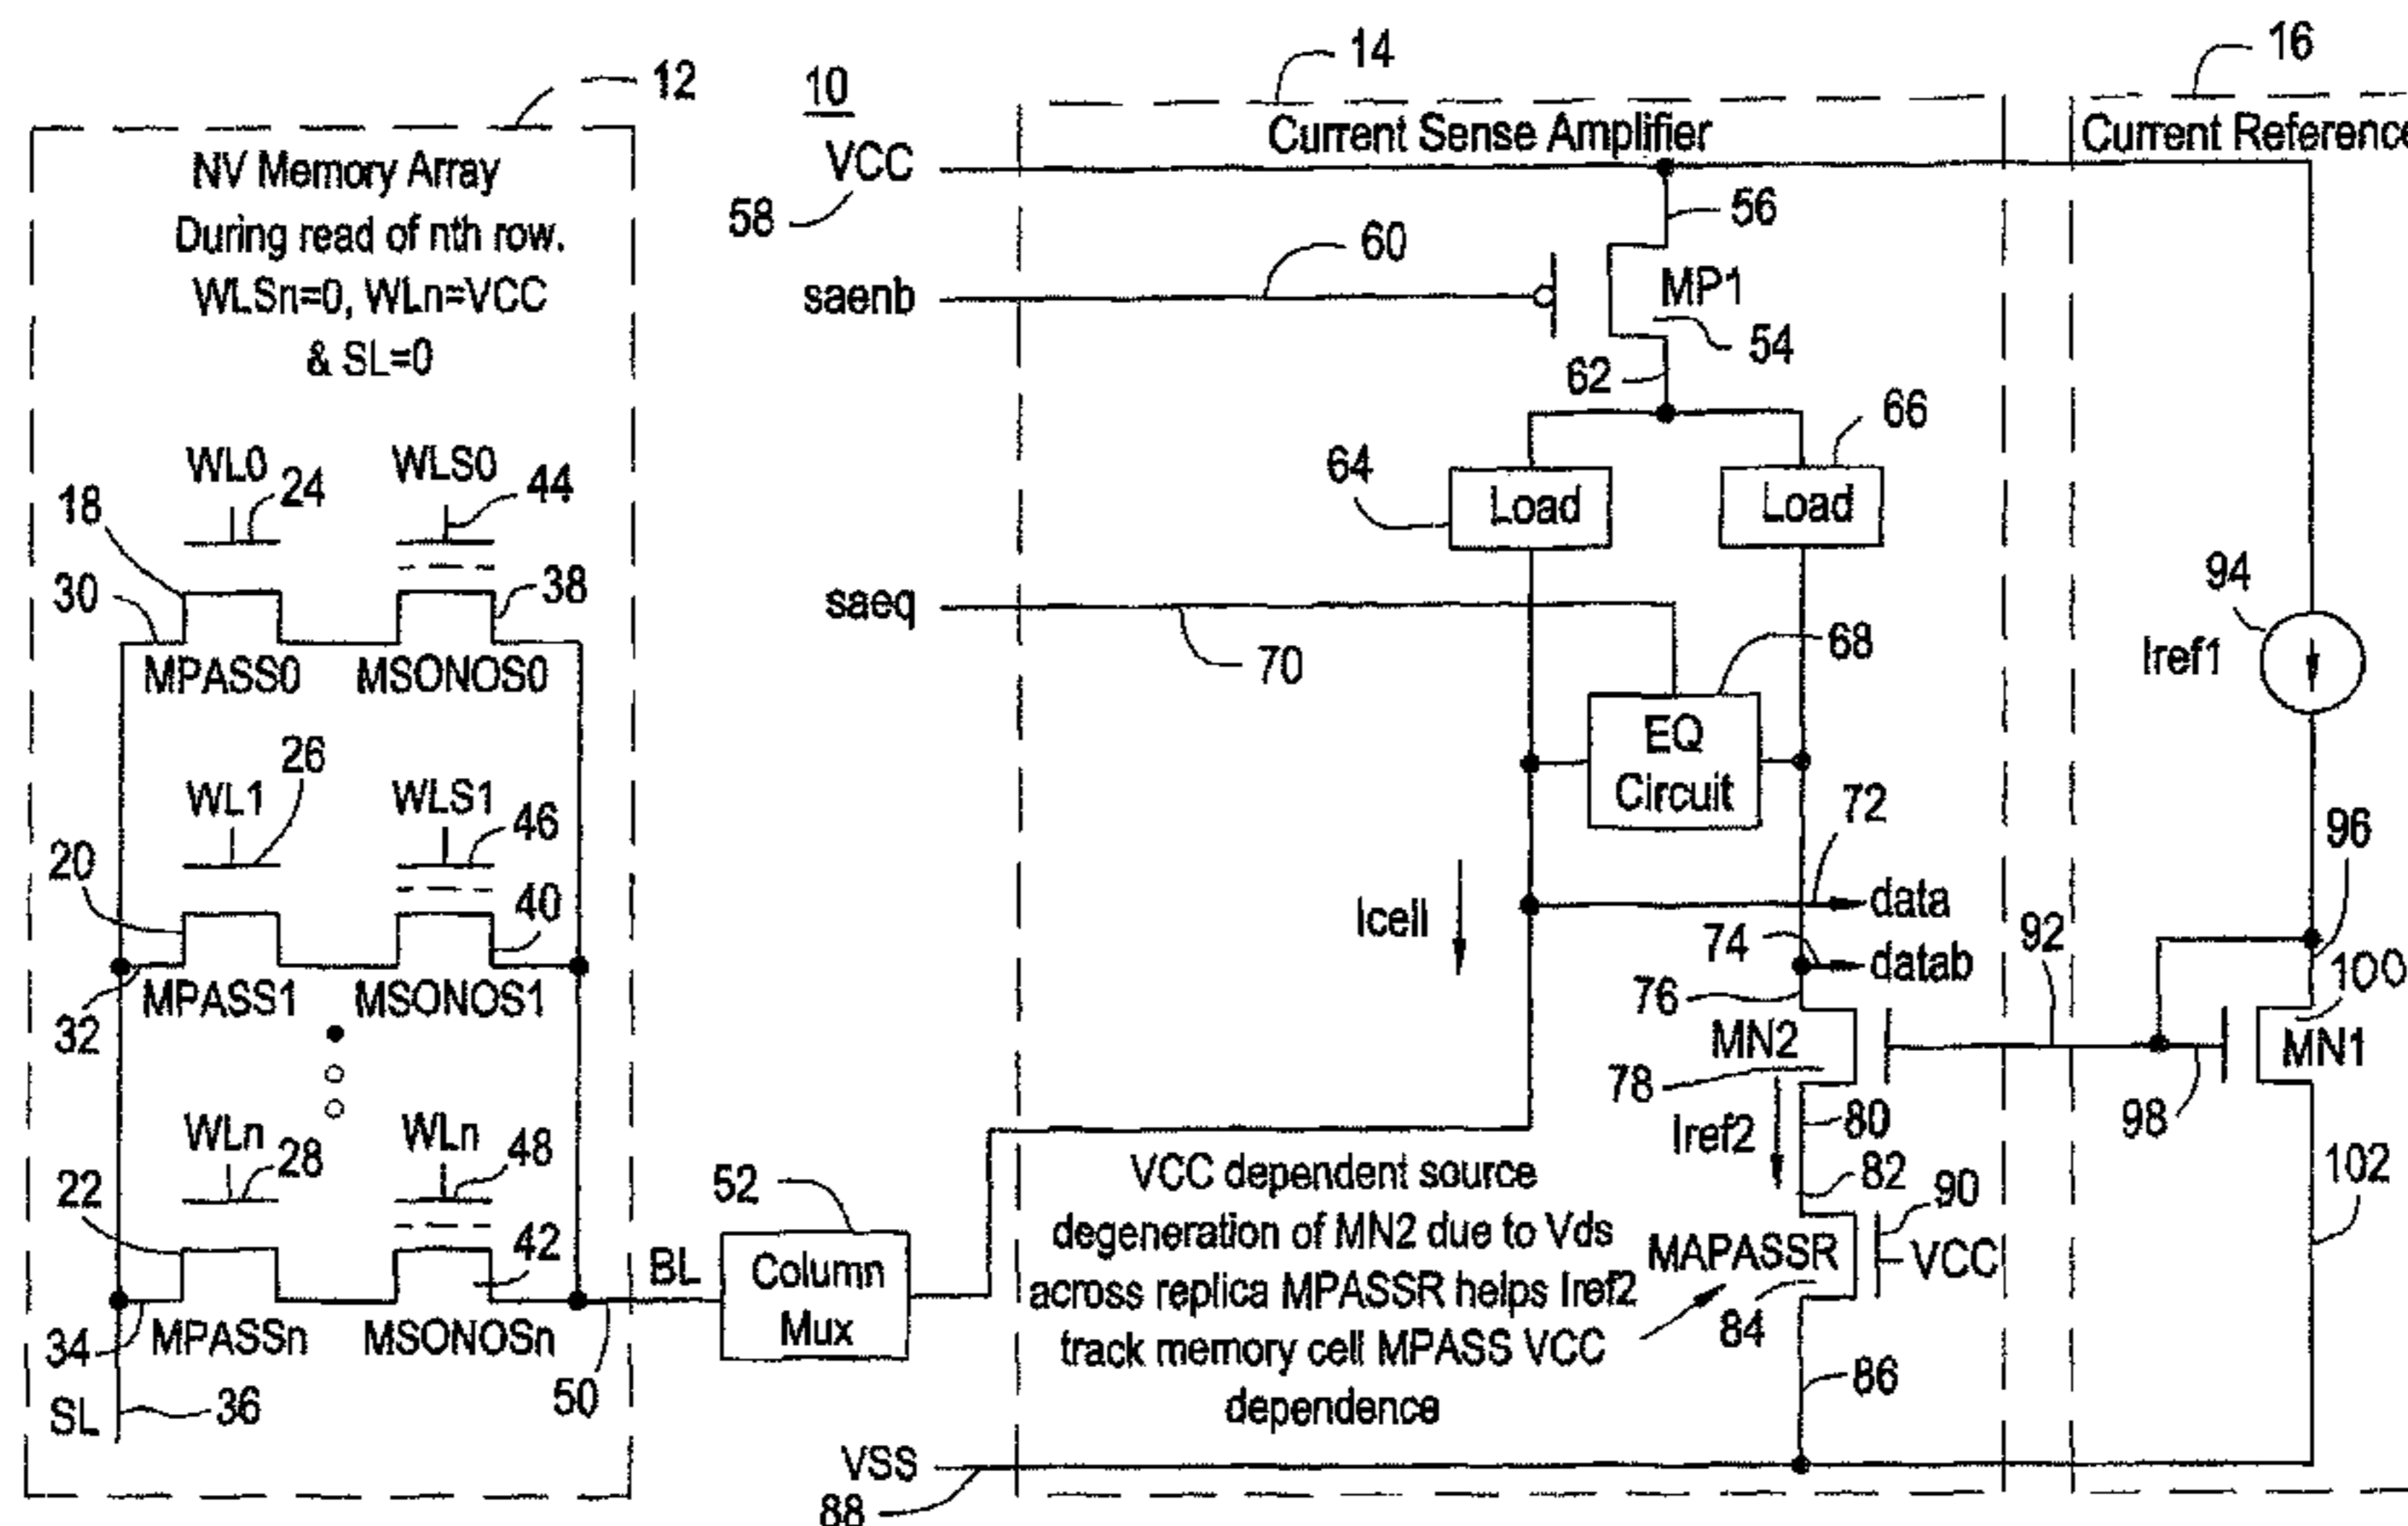 12
NV Memory Array
During read of nth row.
WLSn=0, WLn=VCC
& SL=0
WL0
24
WLS0
44
18
30
38
MPASS0
MSONOS0
WL1
26
WLS1
46
20
40
32
MPASS1
MSONOS1
WLn
28
WLn
48
22
42
34
MPASSn
MSONOSn
SL
36
50
BL
52
Column
Mux
10
14
Current Sense Amplifier
VCC
58
56
60
saenb
MP1
54
62
66
64
Load
Load
saeq
70
68
EQ
Circuit
72
Icell
data
74
datab
76
MN2
78
Iref2
80
82
90
MAPASSR
VCC
84
86
VCC dependent source
degeneration of MN2 due to Vds
across replica MPASSR helps Iref2
track memory cell MPASS VCC
dependence
VSS
88
16
Current Reference
94
Iref1
96
92
100
MN1
98
102